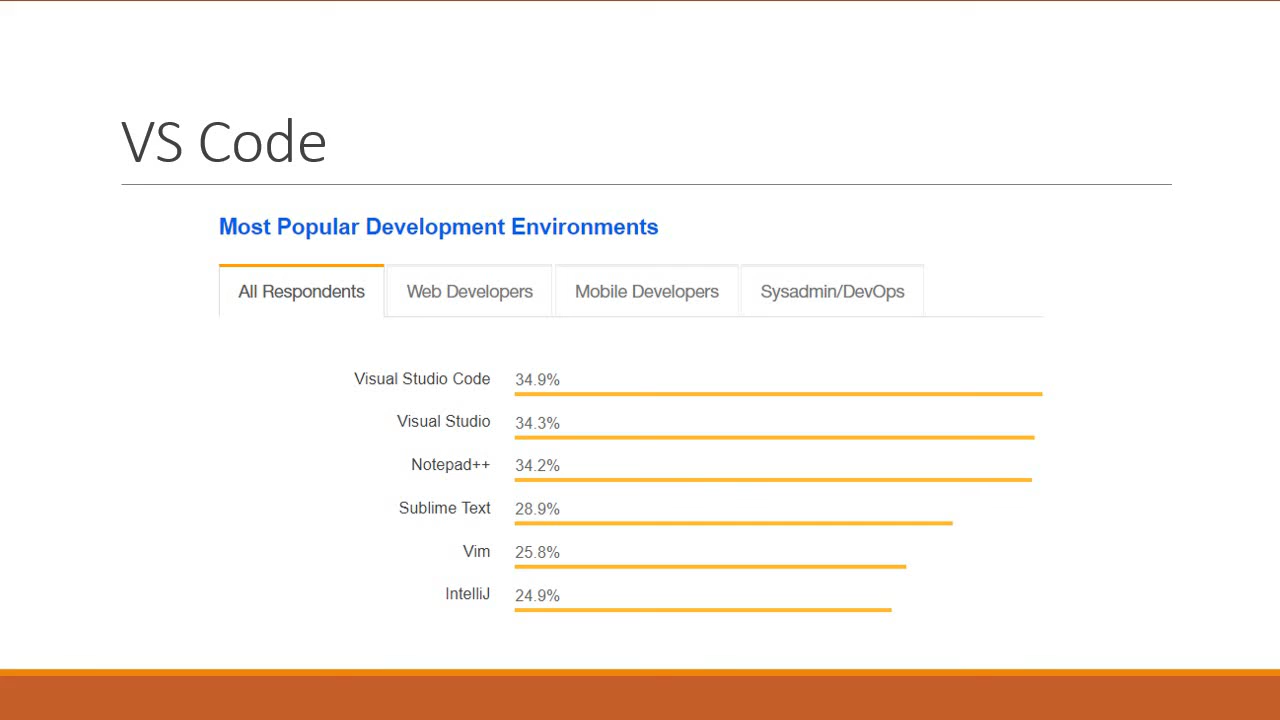 VS Code
Most Popular Development Environments
All Respondents Web Developers Mobile Developers Sysadmin/DevOps
Visual Studio Code 34.9%
Visual Studio 34.3%
Notepad++ 34.2%
Sublime Text 28.9%
Vim 25.8%
IntelliJ 24.9%